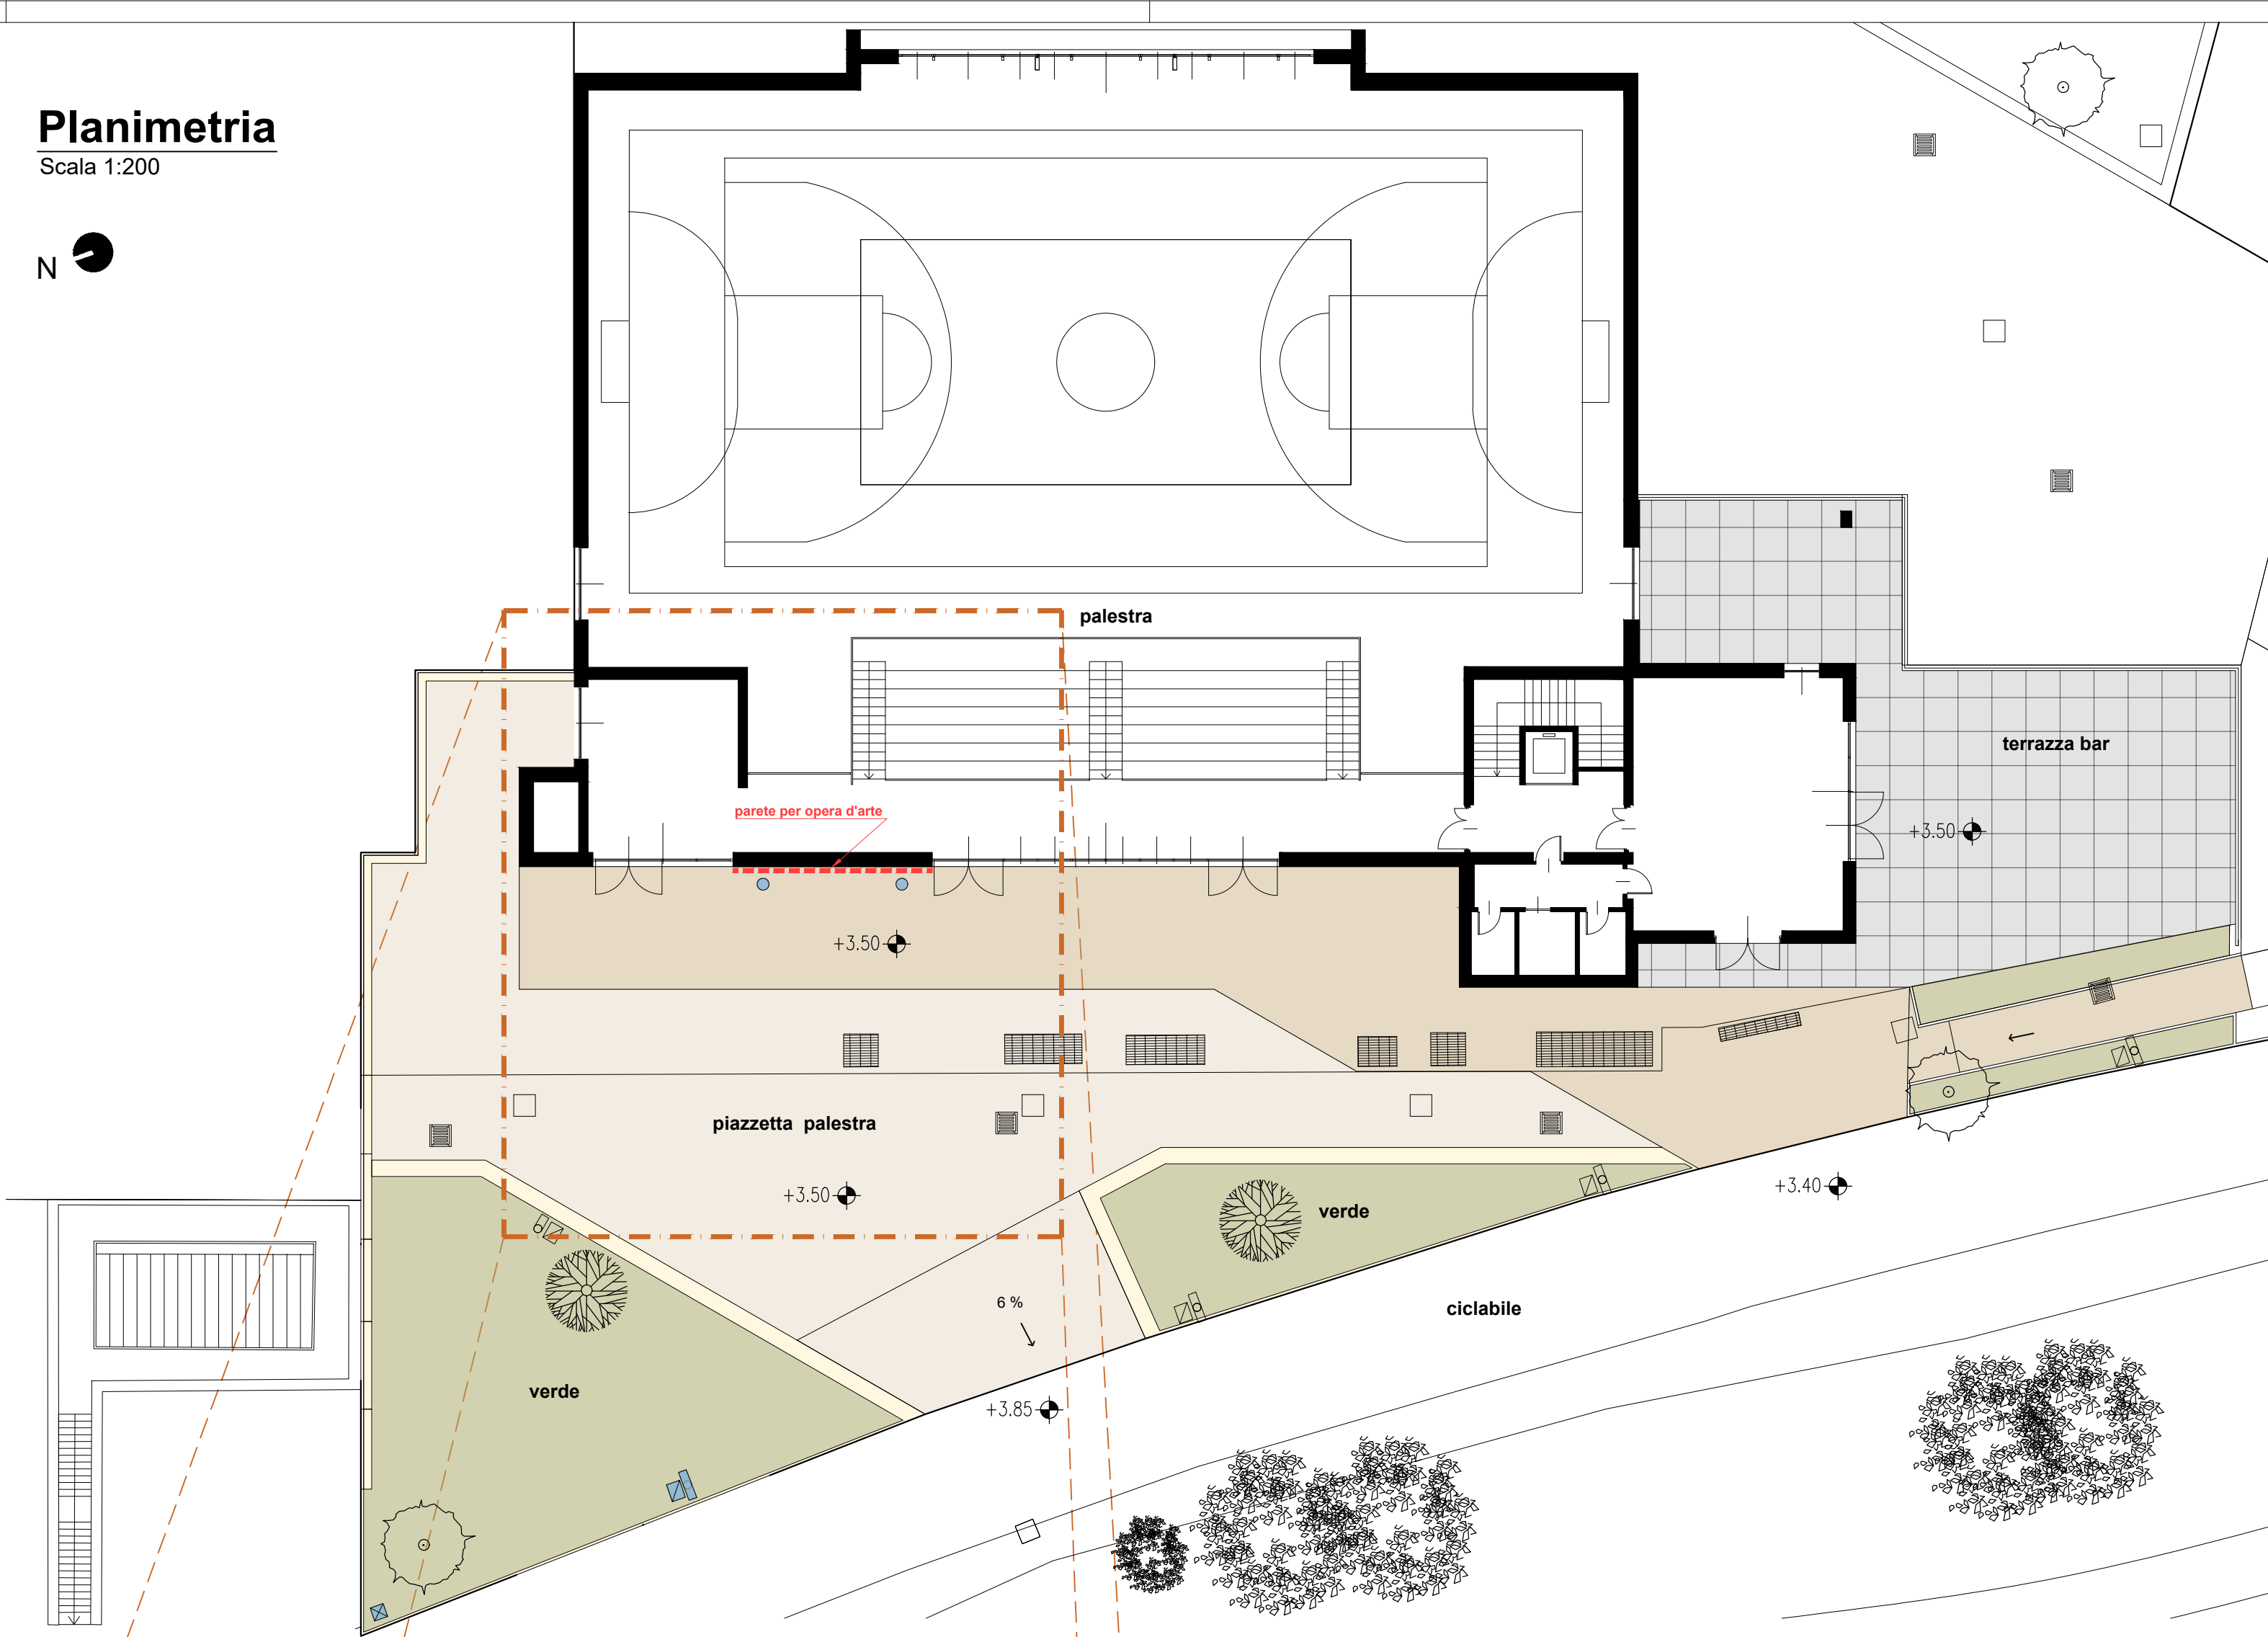 Planimetria
Scala 1:200
N
palestra
terrazza bar
parete per opera d'arte
+3.50
+3.50
piazzetta palestra
+3.50
+3.40
verde
6 %
ciclabile
verde
+3.85